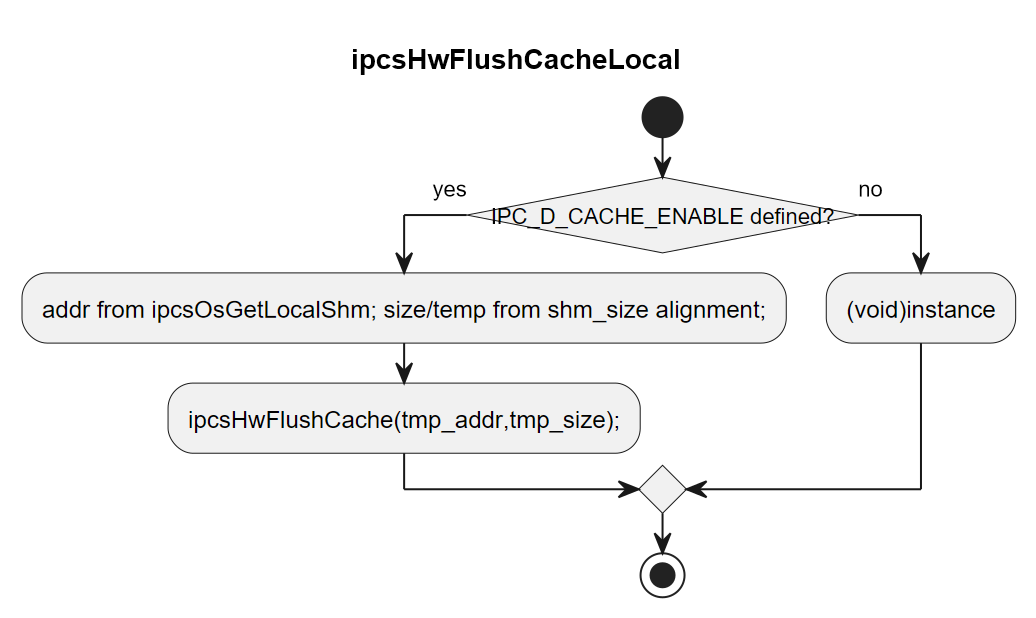 ipcsHwFlushCacheLocal
yes
no
IPC_D_CACHE_ENABLE defined?
addr from ipcsOsGetLocalShm; size/temp from shm_size alignment;
(void)instance
ipcsHwFlushCache(tmp_addr,tmp_size);